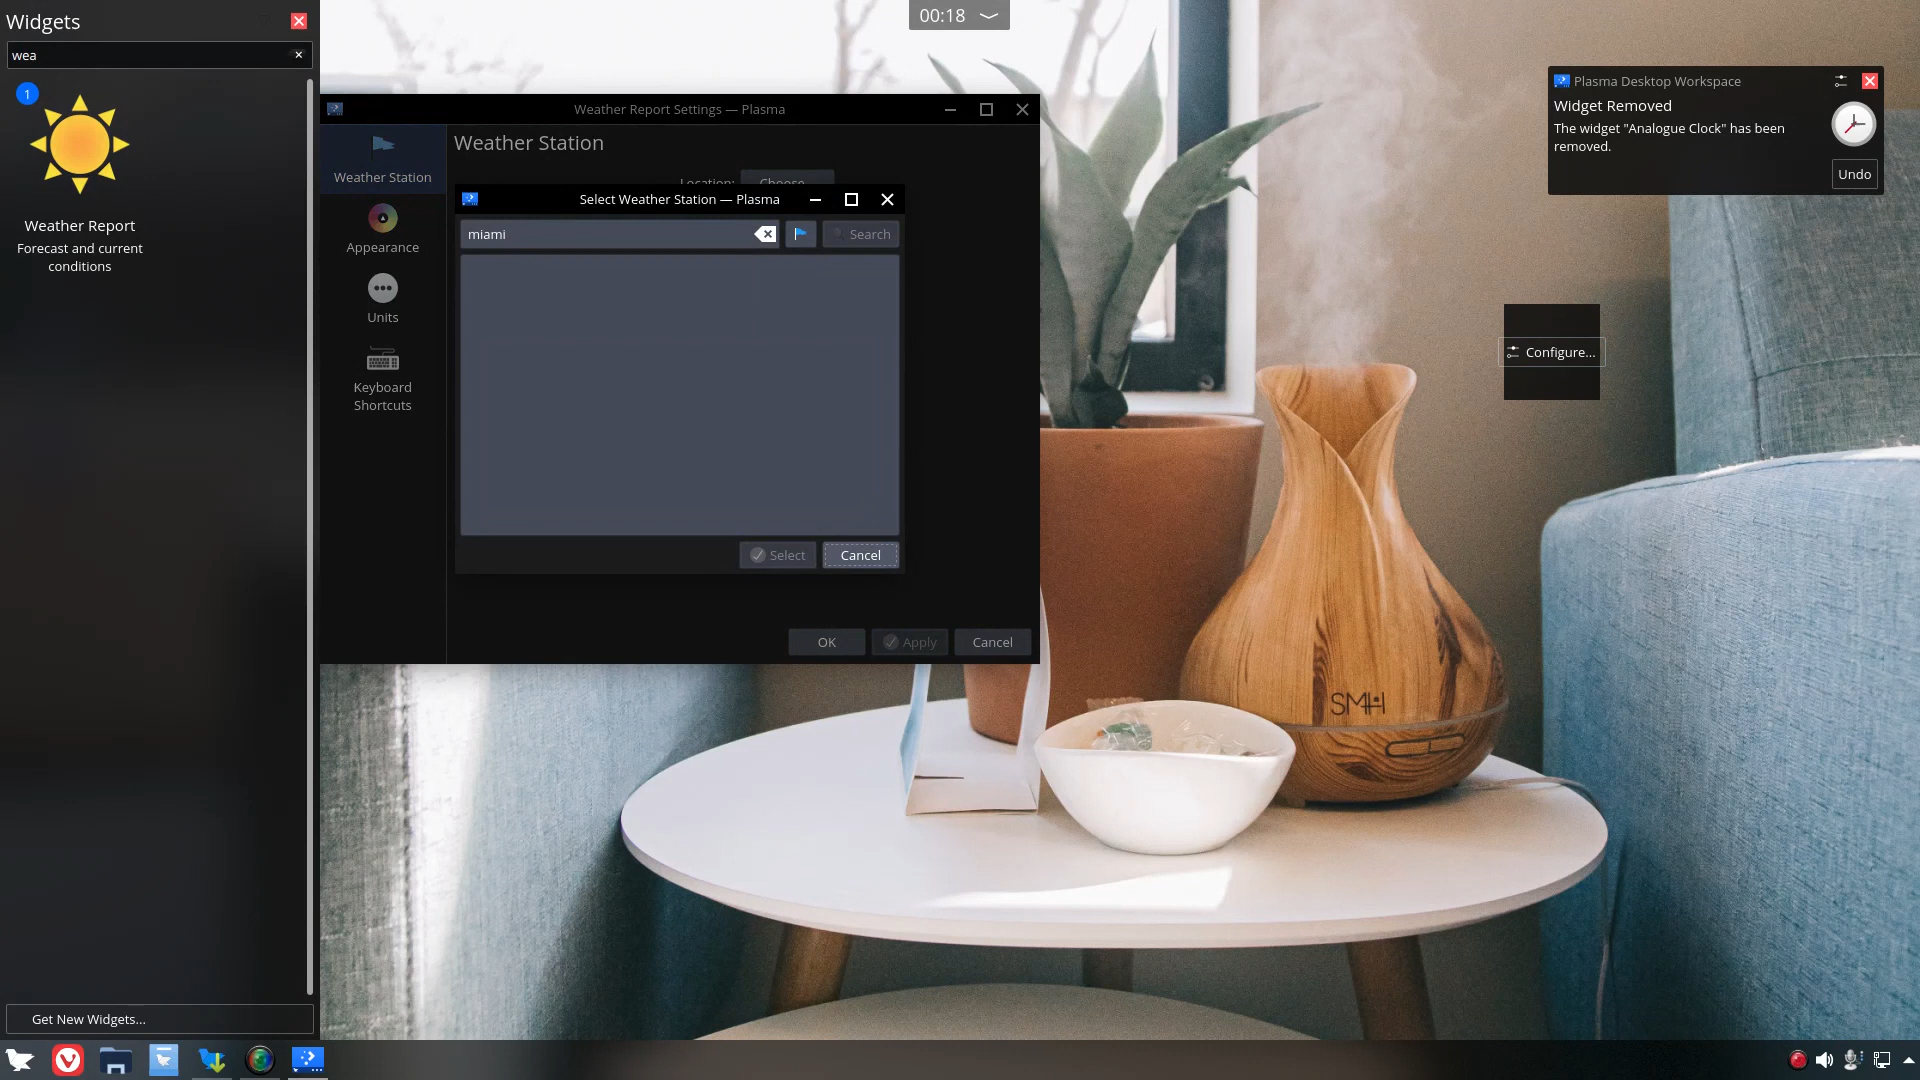 Widgets
wea
1
Weather Report
Forecast and current
conditions
Get New Widgets...
00:18
Weather Report Settings — Plasma
Weather Station
Appearance
Units
Keyboard
Shortcuts
Weather Station
Location:
Choose...
Select Weather Station — Plasma
miami
Search
Select
Cancel
OK
Apply
Cancel
Plasma Desktop Workspace
Widget Removed
The widget "Analogue Clock" has been
removed.
Undo
Configure...
SMH